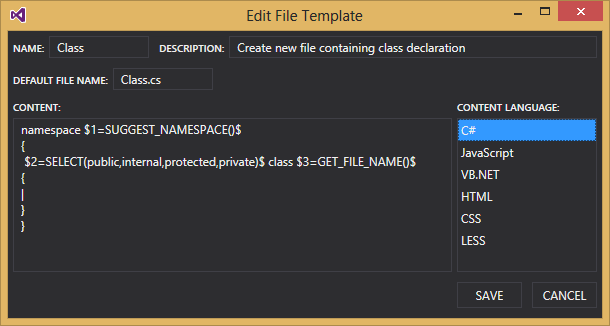 Edit File Template
NAME: Class DESCRIPTION: Create new file containing class declaration
DEFAULT FILE NAME: Class.cs
CONTENT:
namespace $1=SUGGEST_NAMESPACE()$
{
$2=SELECT(public,internal,protected,private)$ class $3=GET_FILE_NAME()$
{
|
}
}
CONTENT LANGUAGE:
C#
JavaScript
VB.NET
HTML
CSS
LESS
SAVE CANCEL